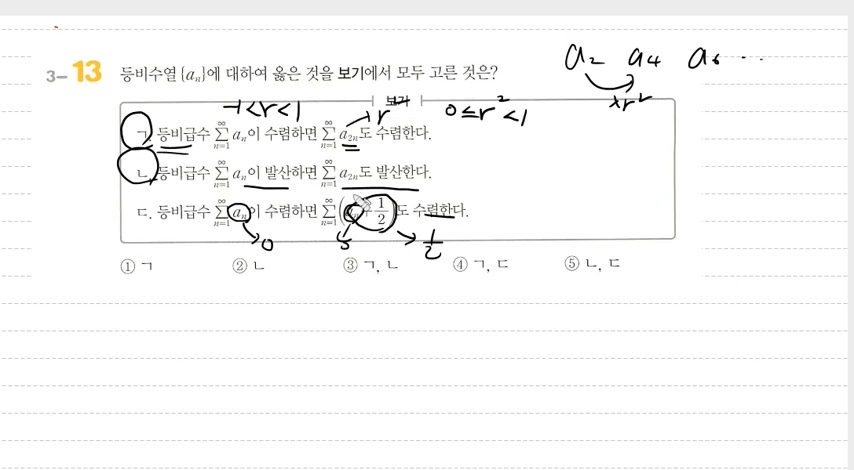 a₂ a₄ a₆ ...
×r²
3-13 등비수열 {aₙ}에 대하여 옳은 것을 보기에서 모두 고른 것은?
보기
-1<r<1 r² 0≤r²<1
ㄱ. 등비급수 ∑(n=1→∞) aₙ이 수렴하면 ∑(n=1→∞) a₂ₙ도 수렴한다.
ㄴ. 등비급수 ∑(n=1→∞) aₙ이 발산하면 ∑(n=1→∞) a₂ₙ도 발산한다.
ㄷ. 등비급수 ∑(n=1→∞) aₙ이 수렴하면 ∑(n=1→∞) (aₙ+1/2)도 수렴한다.
0 1/2
① ㄱ ② ㄴ ③ ㄱ, ㄴ ④ ㄱ, ㄷ ⑤ ㄴ, ㄷ